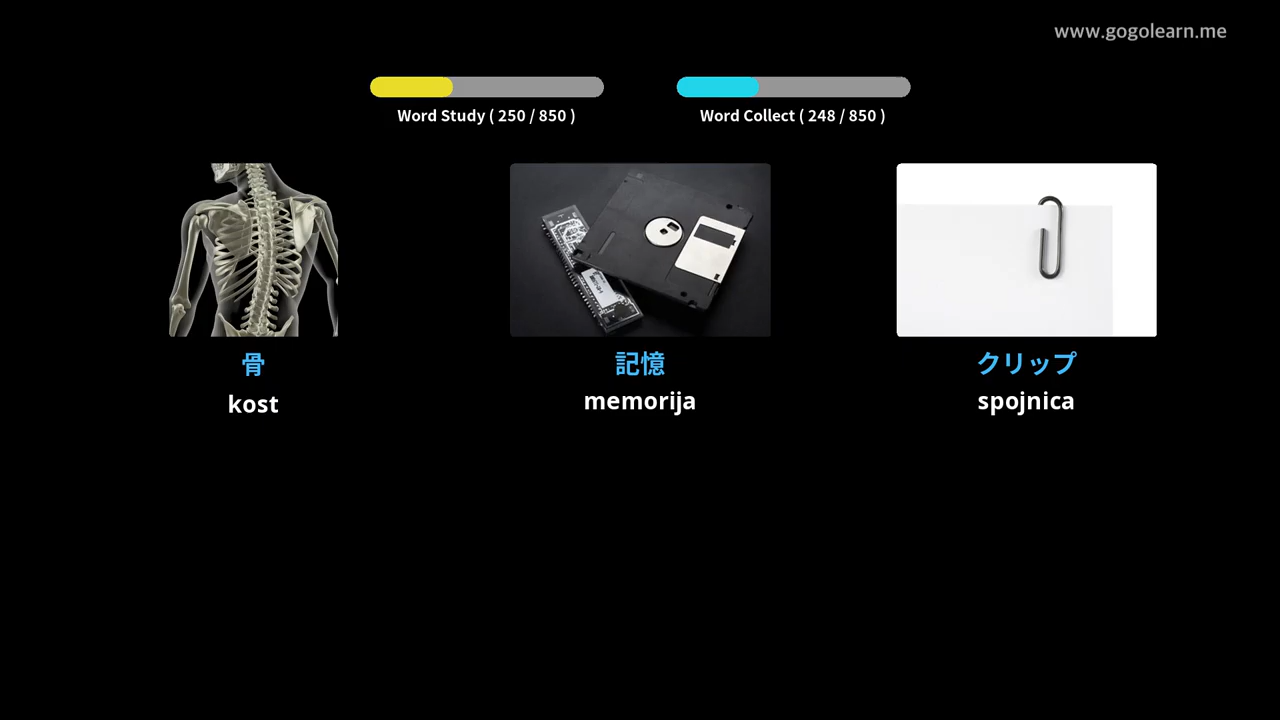 www.gogolearn.me
Word Study ( 250 / 850 )
Word Collect ( 248 / 850 )
骨
記憶
クリップ
kost
memorija
spojnica